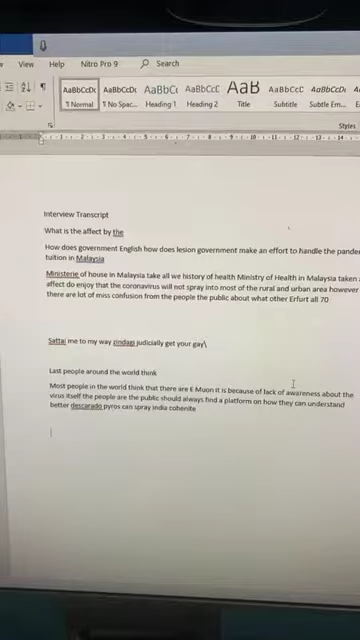 View Help Nitro Pro 9 Search
AaBbCcDc AaBbCcDc AaBbCc AaBbCcC AaB AaBbCcC AaBbCcDc
¶ Normal ¶ No Spac... Heading 1 Heading 2 Title Subtitle Subtle Em...
Styles
Interview Transcript
What is the affect by the
How does government English how does lesion government make an effort to handle the
tuition in Malaysia
Ministerie of house in Malaysia take all we history of health Ministry of Health in Malaysia taken
affect do enjoy that the coronavirus will not spray into most of the rural and urban area however
there are lot of miss confusion from the people the public about what other Erfurt all 70
Sattai me to my way zindagi judicially get your gay\
Last people around the world think
Most people in the world think that there are E Muon it is because of lack of awareness about the
virus itself the people are the public should always find a platform on how they can understand
better descarado pyros can spray india cohenite